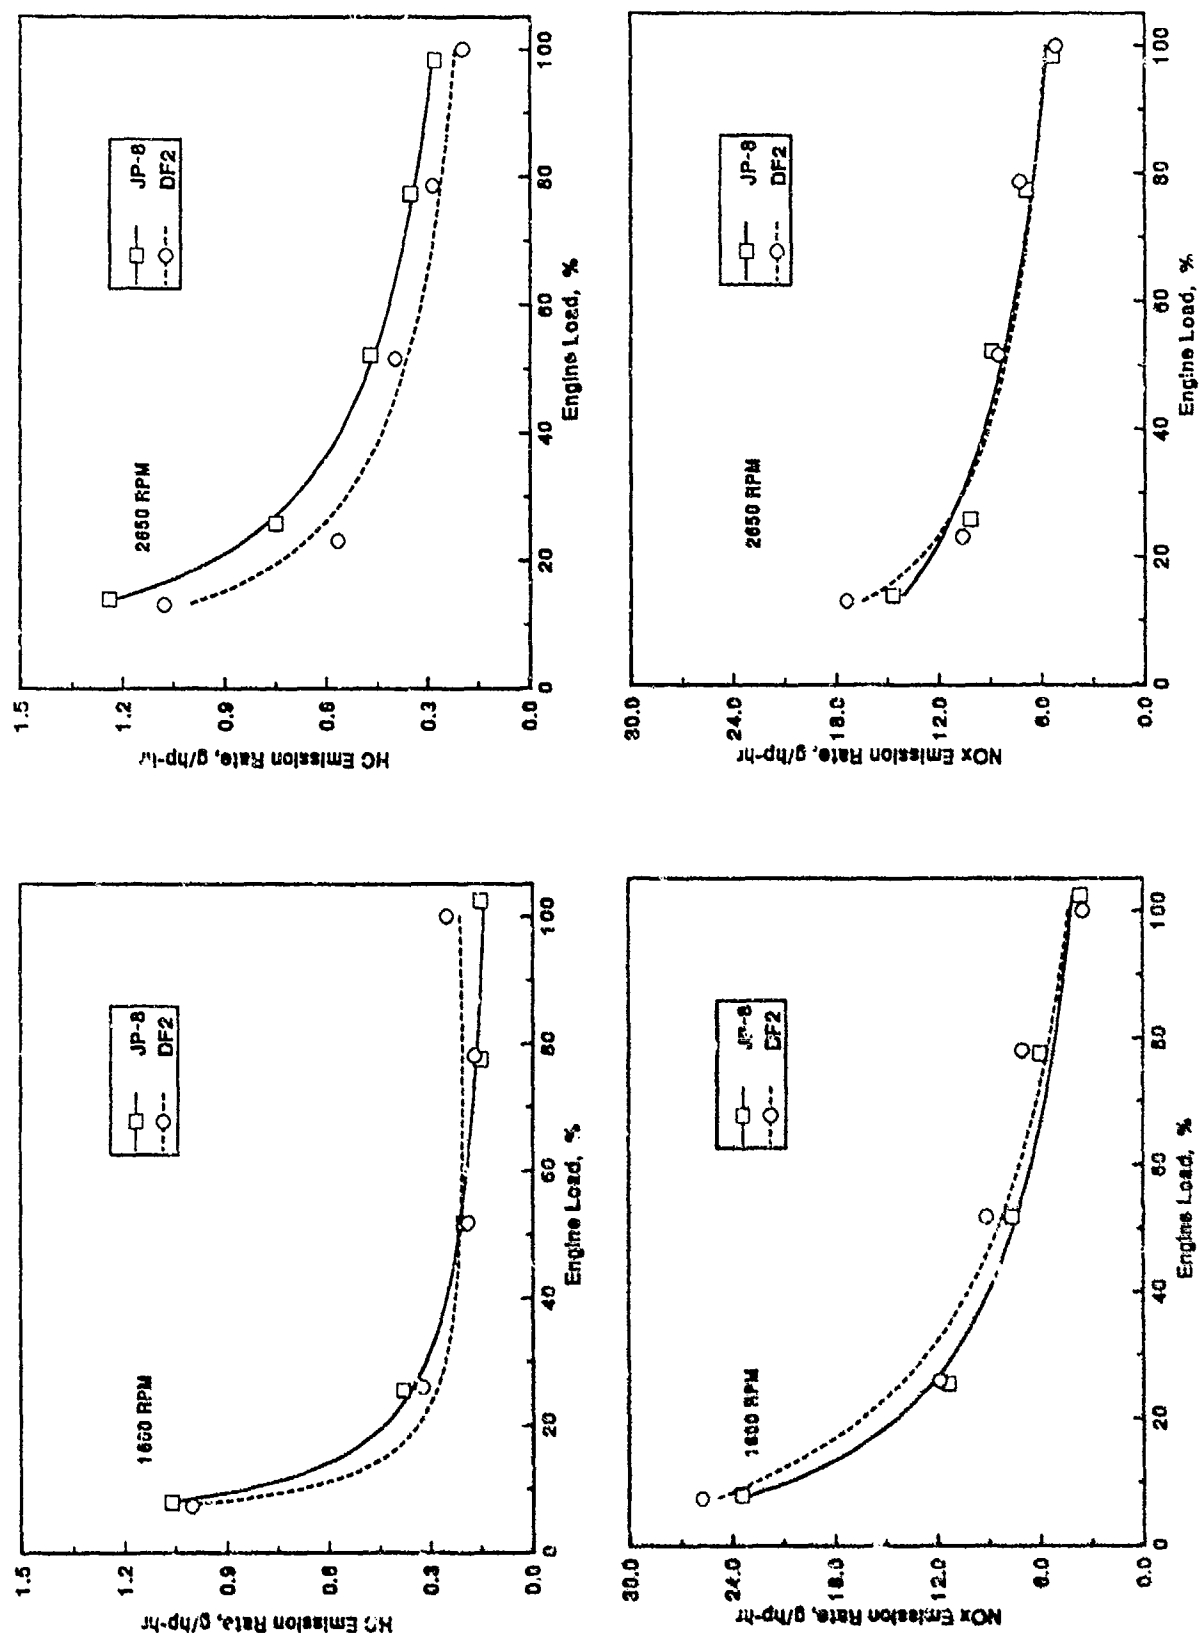 1.5
1.2
0.9
0.6
0.3
0.0
HC Emission Rate, g/hp-hr
1600 RPM
JP-8
DF2
0
20
40
60
80
100
Engine Load, %
1.5
1.2
0.9
0.6
0.3
0.0
HC Emission Rate, g/hp-hr
2650 RPM
JP-8
DF2
0
20
40
60
80
100
Engine Load, %
30.0
24.0
18.0
12.0
6.0
0.0
NOx Emission Rate, g/hp-hr
1600 RPM
JP-8
DF2
0
20
40
60
80
100
Engine Load, %
30.0
24.0
18.0
12.0
6.0
0.0
NOx Emission Rate, g/hp-hr
2650 RPM
JP-8
DF2
0
20
40
60
80
100
Engine Load, %